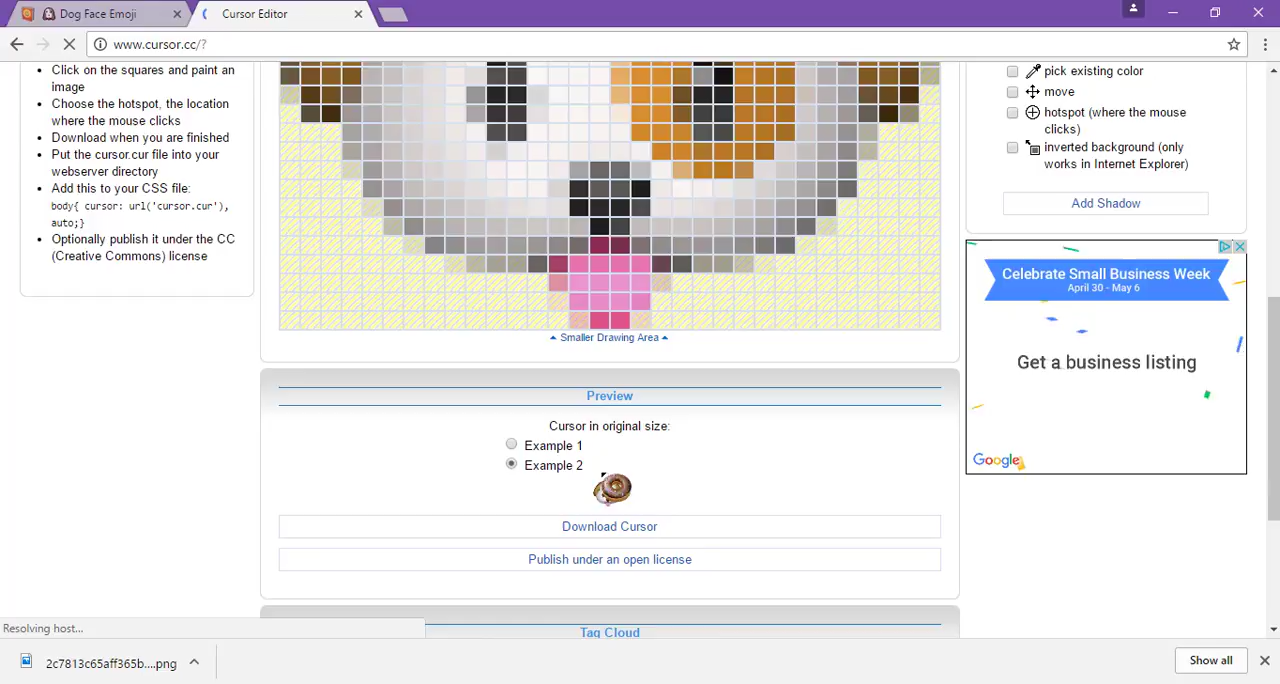 Dog Face Emoji
Cursor Editor
www.cursor.cc/?
Click on the squares and paint an
image
Choose the hotspot, the location
where the mouse clicks
Download when you are finished
Put the cursor.cur file into your
webserver directory
Add this to your CSS file:
body{ cursor: url('cursor.cur'),
auto;}
Optionally publish it under the CC
(Creative Commons) license
Smaller Drawing Area
Preview
Cursor in original size:
Example 1
Example 2
Download Cursor
Publish under an open license
Tag Cloud
pick existing color
move
hotspot (where the mouse
clicks)
inverted background (only
works in Internet Explorer)
Add Shadow
Celebrate Small Business Week
April 30 - May 6
Get a business listing
Google
Resolving host...
2c7813c65aff365b....png
Show all